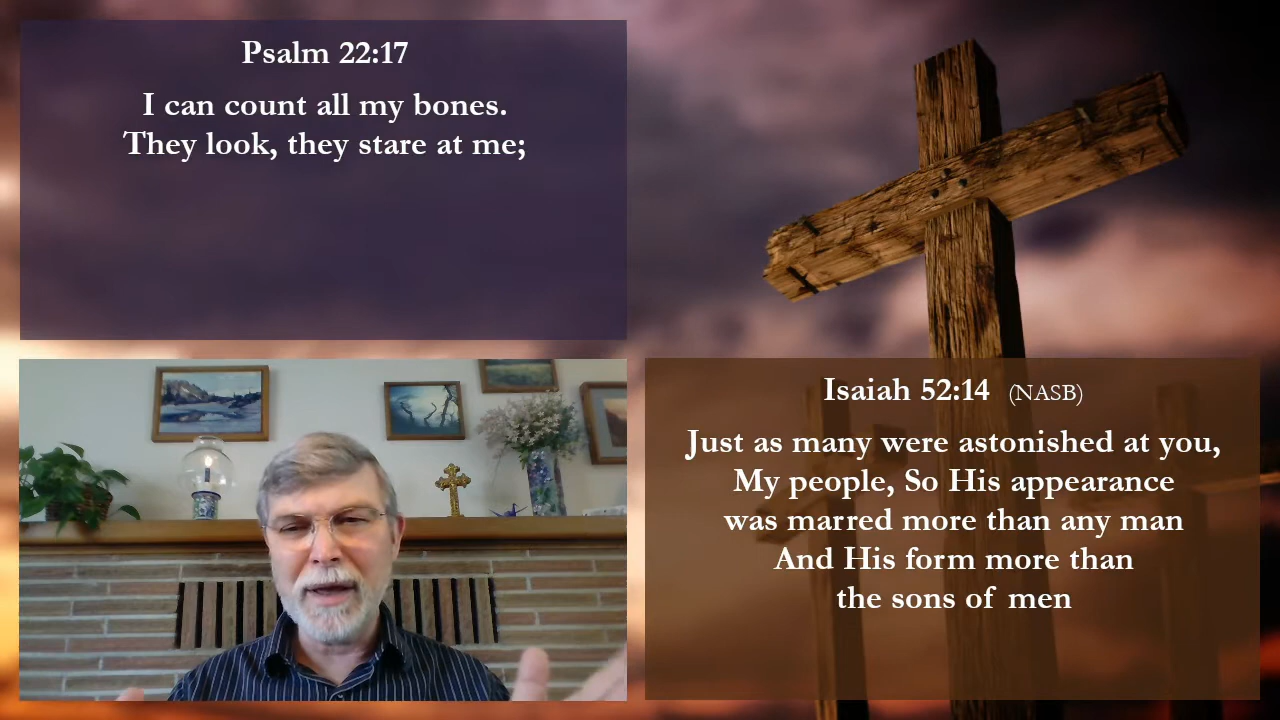 Psalm 22:17
I can count all my bones.
They look, they stare at me;
Isaiah 52:14 (NASB)
Just as many were astonished at you,
My people, So His appearance
was marred more than any man
And His form more than
the sons of men